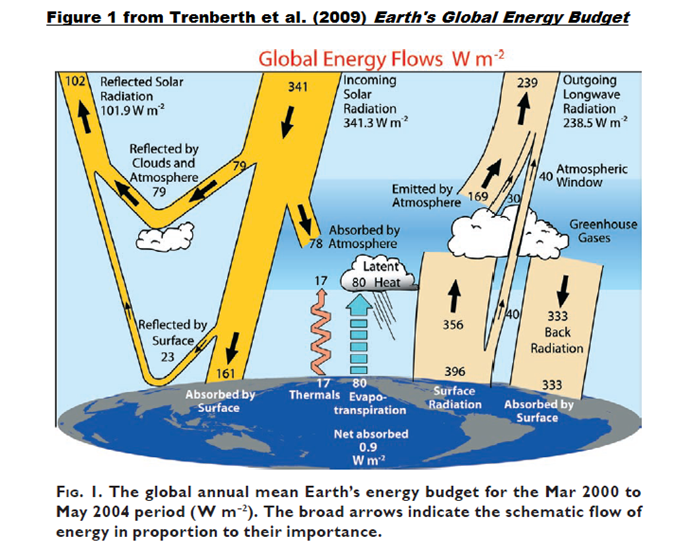 Figure 1 from Trenberth et al. (2009) Earth's Global Energy Budget
Global Energy Flows W m-2
102
Reflected Solar
Radiation
101.9 W m-2
341
Incoming
Solar
Radiation
341.3 W m-2
239
Outgoing
Longwave
Radiation
238.5 W m-2
Reflected by
Clouds and
Atmosphere
79
79
Emitted by
Atmosphere
169
30
40
Atmospheric
Window
Greenhouse
Gases
Absorbed by
78 Atmosphere
Latent
80 Heat
17
Reflected by
Surface
23
356
40
333
Back
Radiation
161
Absorbed by
Surface
17
Thermals
80
Evapo-
transpiration
396
Surface
Radiation
333
Absorbed by
Surface
Net absorbed
0.9
W m-2
FIG. 1. The global annual mean Earth's energy budget for the Mar 2000 to
May 2004 period (W m-2). The broad arrows indicate the schematic flow of
energy in proportion to their importance.